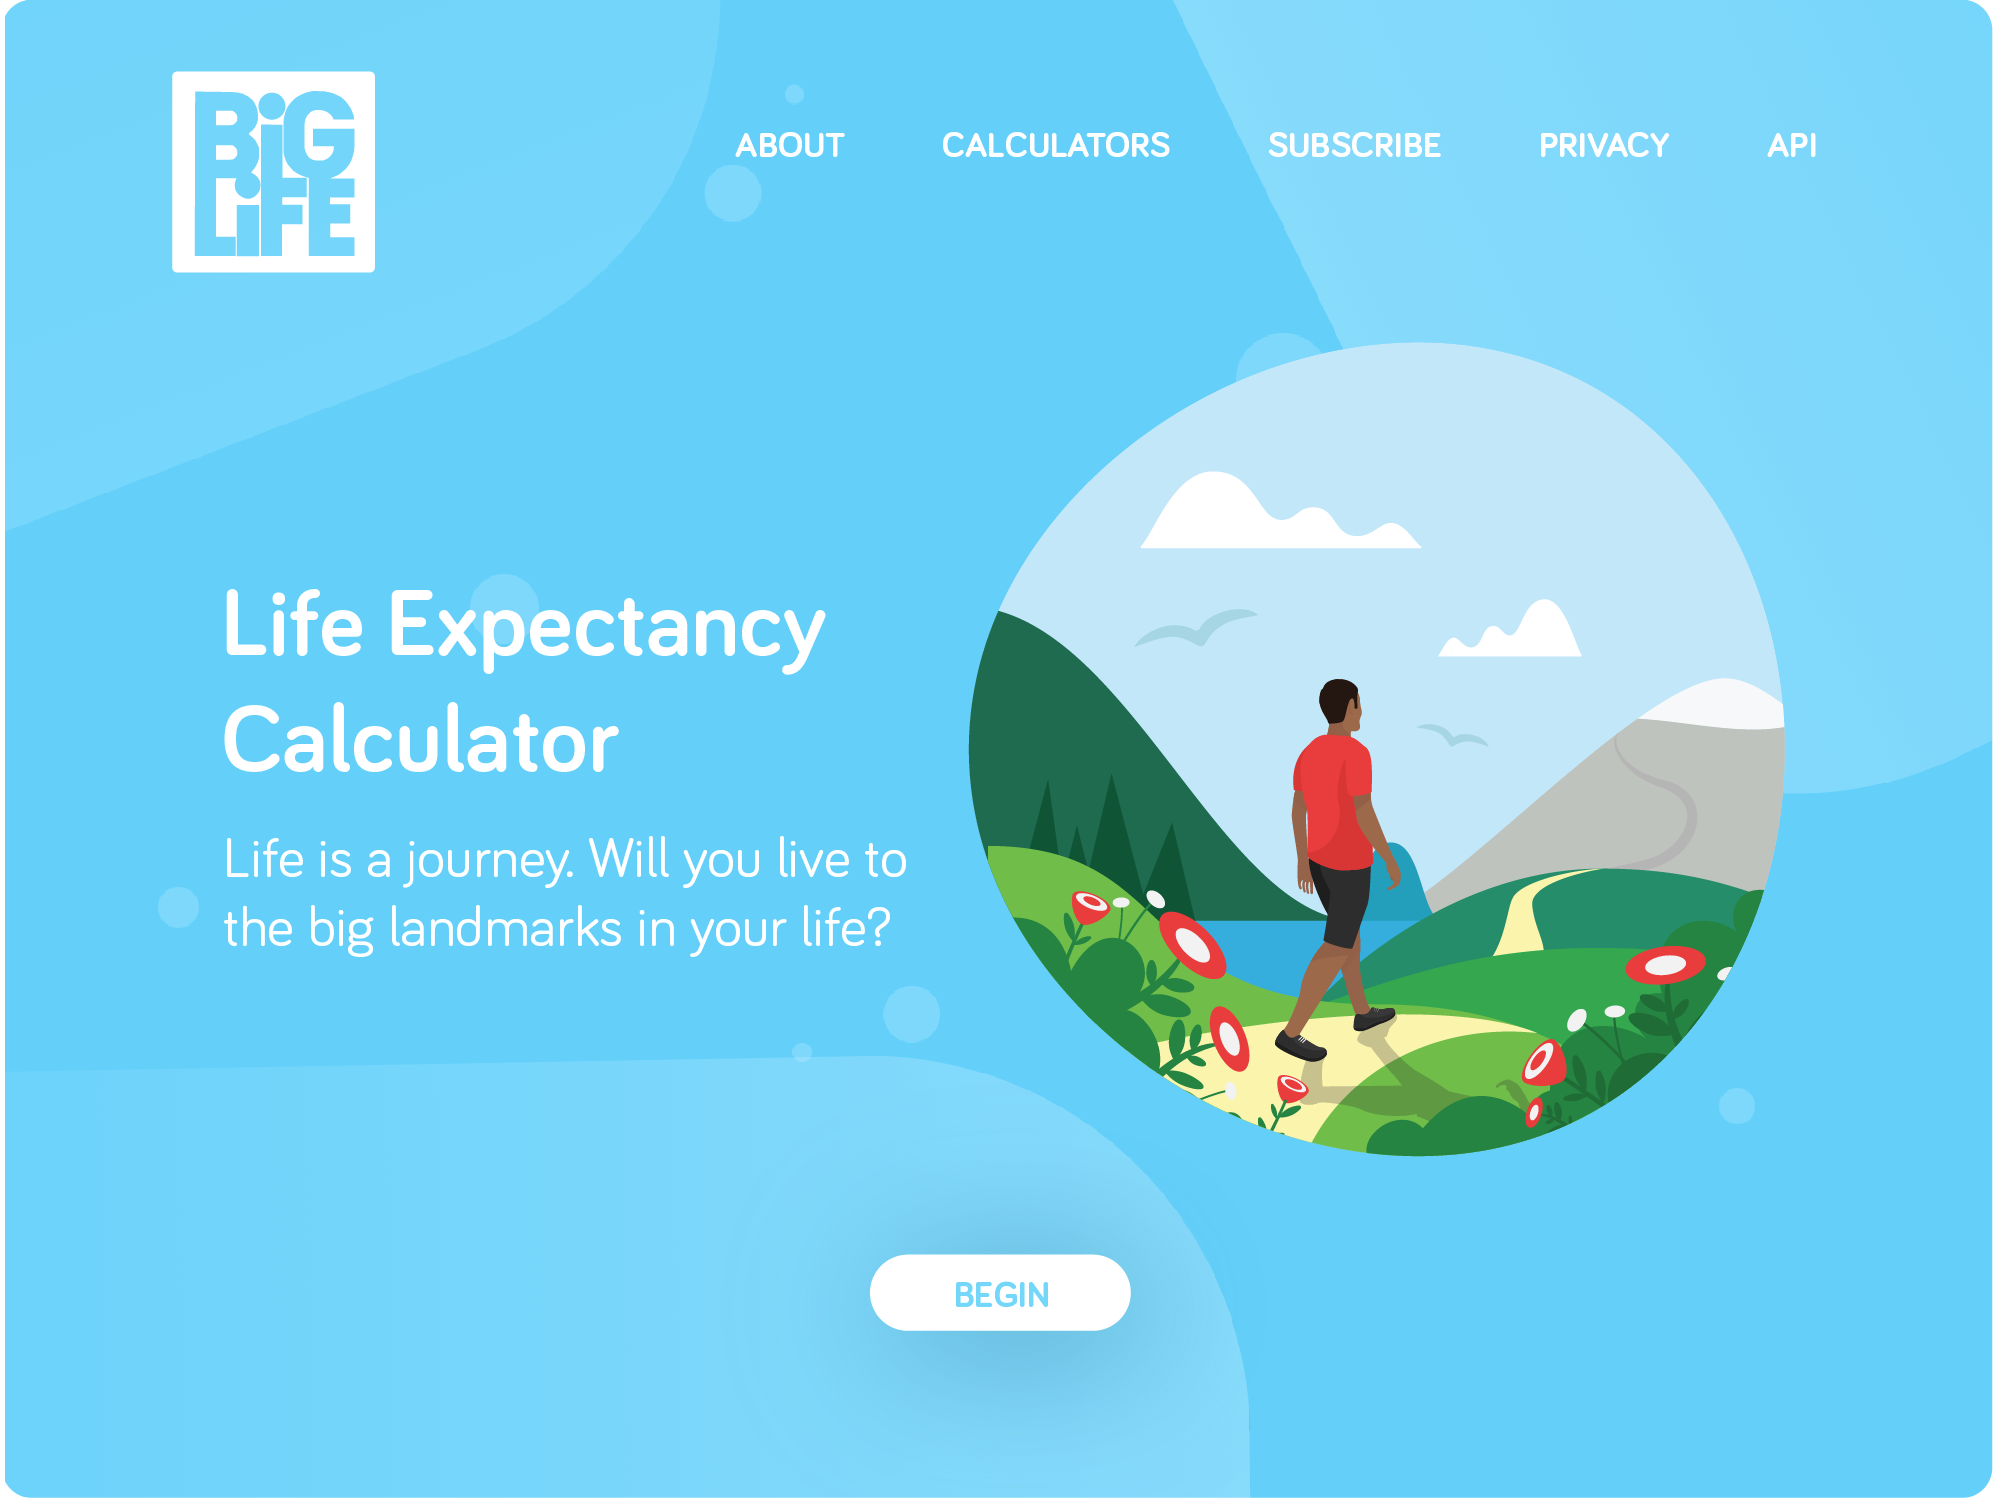 BiG
LiFE
ABOUT CALCULATORS SUBSCRIBE PRIVACY API
Life Expectancy
Calculator
Life is a journey. Will you live to
the big landmarks in your life?
BEGIN